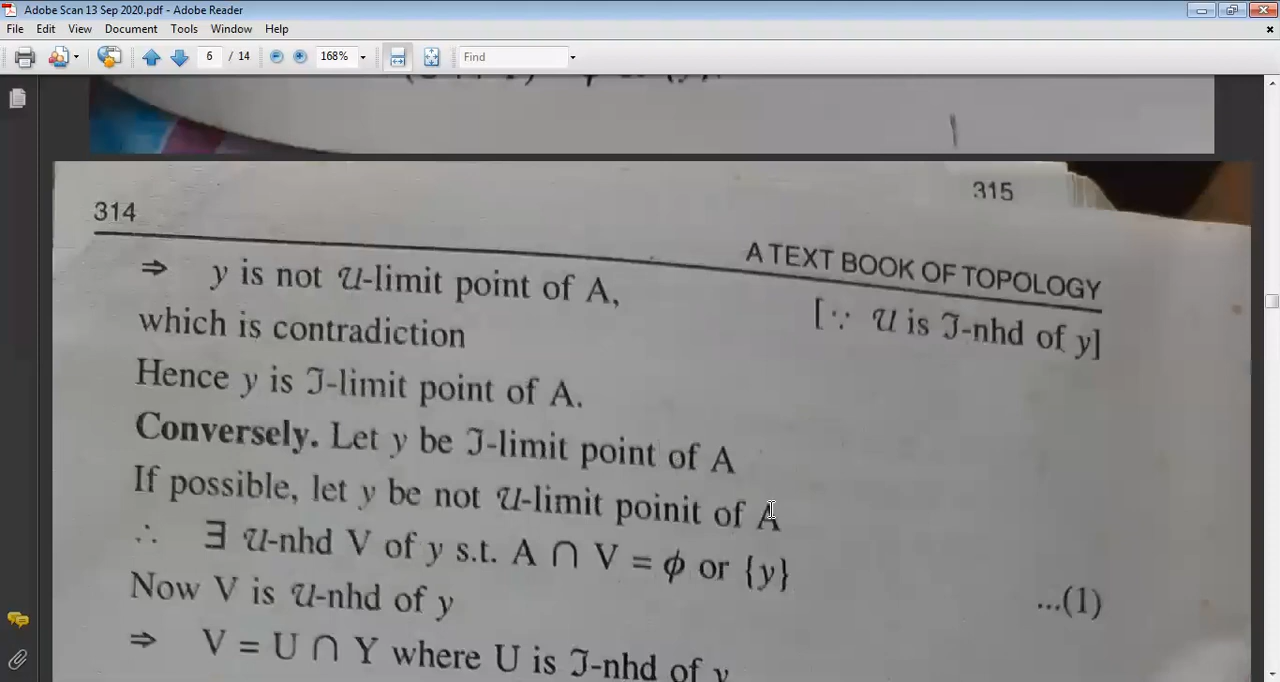 Adobe Scan 13 Sep 2020.pdf - Adobe Reader
File Edit View Document Tools Window Help
6 / 14 168% Find
315
314
A TEXT BOOK OF TOPOLOGY
⇒ y is not 𝒰-limit point of A,
[∵ 𝒰 is ℑ-nhd of y]
which is contradiction
Hence y is ℑ-limit point of A.
Conversely. Let y be ℑ-limit point of A
If possible, let y be not 𝒰-limit poinit of A
∴ ∃ 𝒰-nhd V of y s.t. A ∩ V = ϕ or {y}
...(1)
Now V is 𝒰-nhd of y
⇒ V = U ∩ Y where U is ℑ-nhd of y